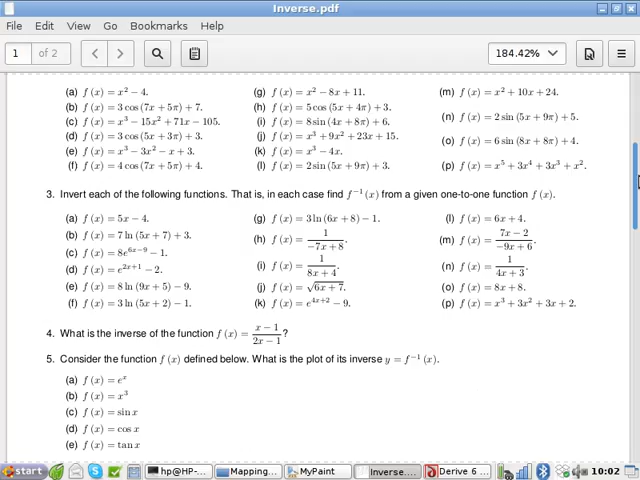 Inverse.pdf
File Edit View Go Bookmarks Help
1 of 2 184.42%
(a) f (x) = x² − 4. (g) f (x) = x² − 8x + 11. (m) f (x) = x² + 10x + 24.
(b) f (x) = 3 cos (7x + 5π) + 7. (h) f (x) = 5 cos (5x + 4π) + 3.
(n) f (x) = 2 sin (5x + 9π) + 5.
(c) f (x) = x³ − 15x² + 71x − 105. (i) f (x) = 8 sin (4x + 8π) + 6.
(d) f (x) = 3 cos (5x + 3π) + 3. (j) f (x) = x³ + 9x² + 23x + 15.
(o) f (x) = 6 sin (8x + 8π) + 4.
(e) f (x) = x³ − 3x² − x + 3. (k) f (x) = x³ − 4x.
(f) f (x) = 4 cos (7x + 5π) + 4. (l) f (x) = 2 sin (5x + 9π) + 3. (p) f (x) = x⁵ + 3x⁴ + 3x³ + x².
3. Invert each of the following functions. That is, in each case find f⁻¹ (x) from a given one-to-one function f (x).
(a) f (x) = 5x − 4. (g) f (x) = 3 ln (6x + 8) − 1. (l) f (x) = 6x + 4.
(b) f (x) = 7 ln (5x + 7) + 3. (h) f (x) = 1/(−7x + 8). (m) f (x) = (7x − 2)/(−9x + 6).
(c) f (x) = 8e⁶ˣ⁻⁹ − 1.
(d) f (x) = e²ˣ⁺¹ − 2. (i) f (x) = 1/(8x + 4). (n) f (x) = 1/(4x + 3).
(e) f (x) = 8 ln (9x + 5) − 9. (j) f (x) = √(6x + 7). (o) f (x) = 8x + 8.
(f) f (x) = 3 ln (5x + 2) − 1. (k) f (x) = e⁴ˣ⁺² − 9. (p) f (x) = x³ + 3x² + 3x + 2.
4. What is the inverse of the function f (x) = (x − 1)/(2x − 1)?
5. Consider the function f (x) defined below. What is the plot of its inverse y = f⁻¹ (x).
(a) f (x) = eˣ
(b) f (x) = x³
(c) f (x) = sin x
(d) f (x) = cos x
(e) f (x) = tan x
start hp@HP-... Mapping... MyPaint Inverse.... Derive 6 ... 10:02